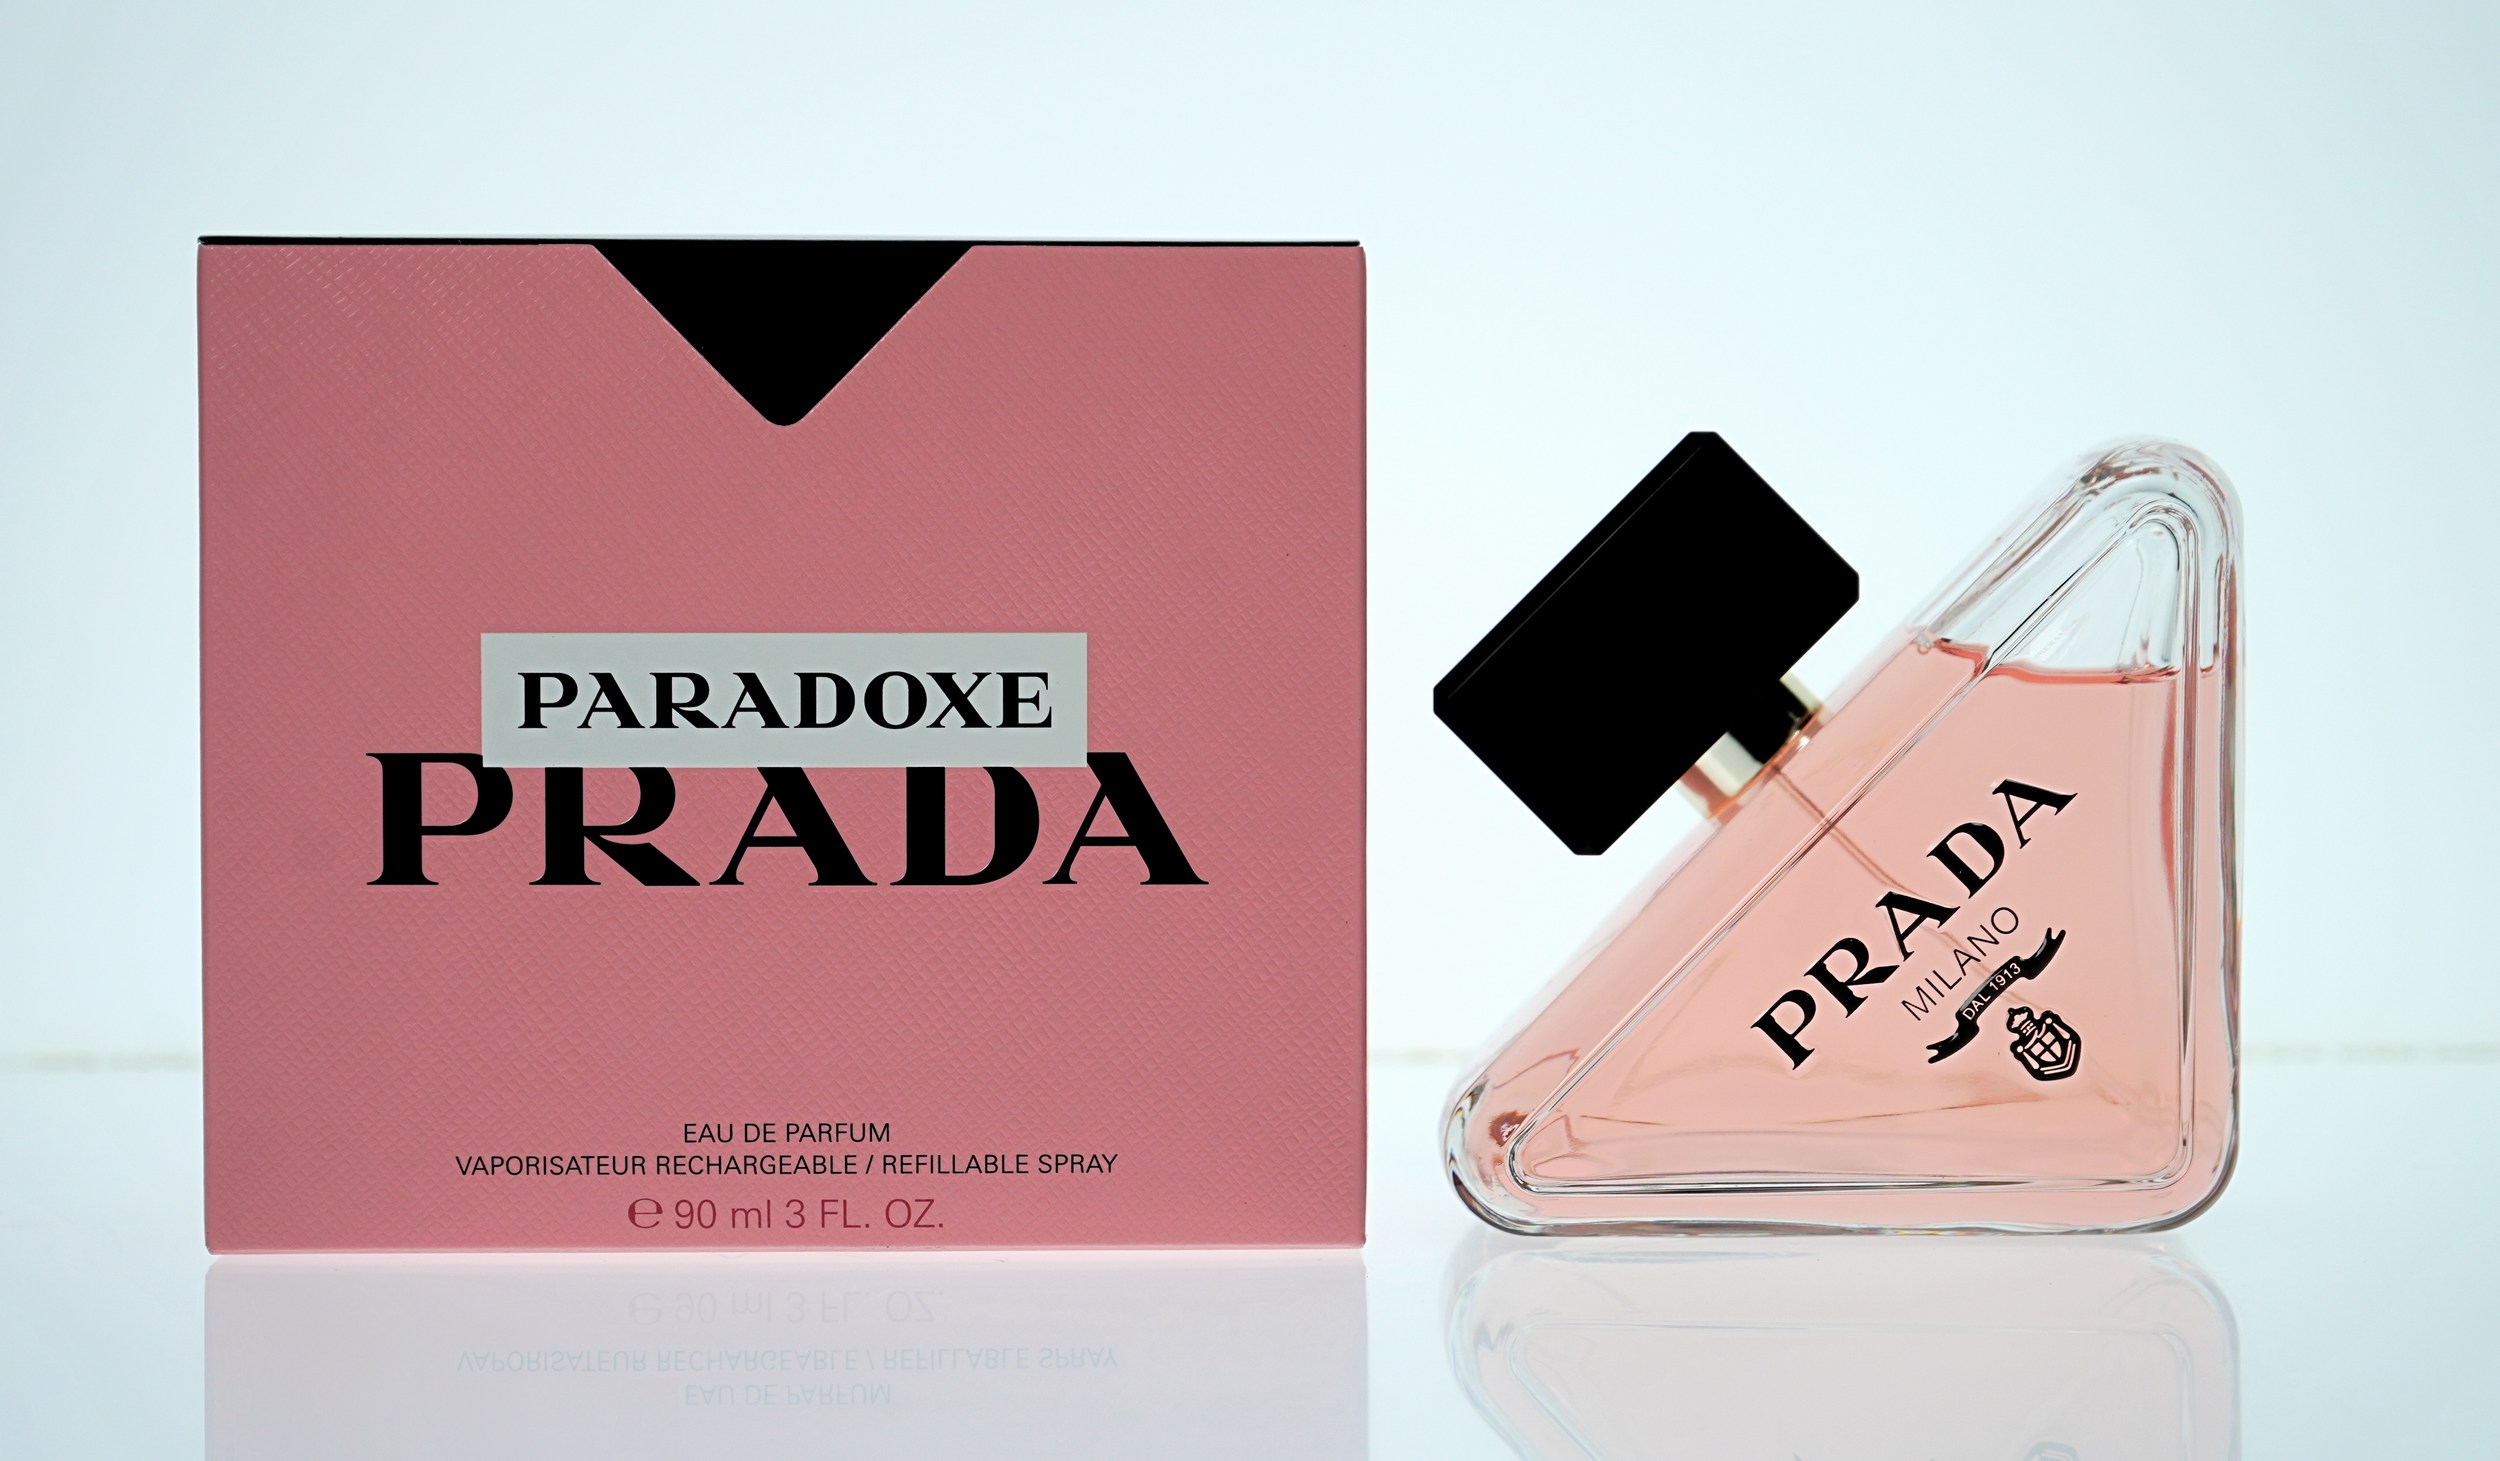 PARADOXE
PRADA
EAU DE PARFUM
VAPORISATEUR RECHARGEABLE / REFILLABLE SPRAY
℮ 90 ml 3 FL. OZ.
PRADA
MILANO
DAL 1913